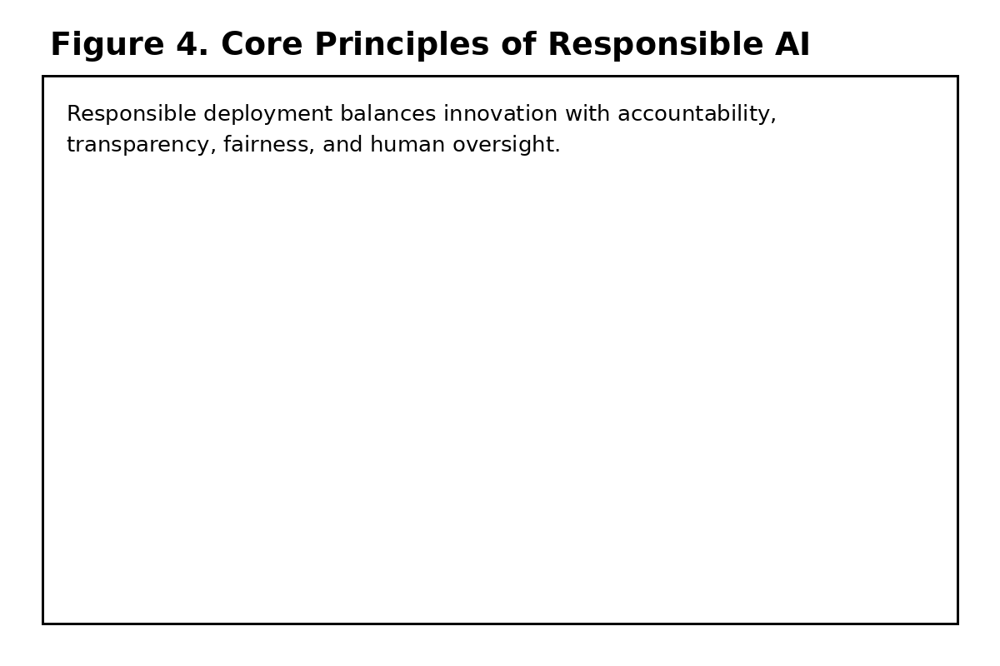 Figure 4. Core Principles of Responsible AI
Responsible deployment balances innovation with accountability,
transparency, fairness, and human oversight.